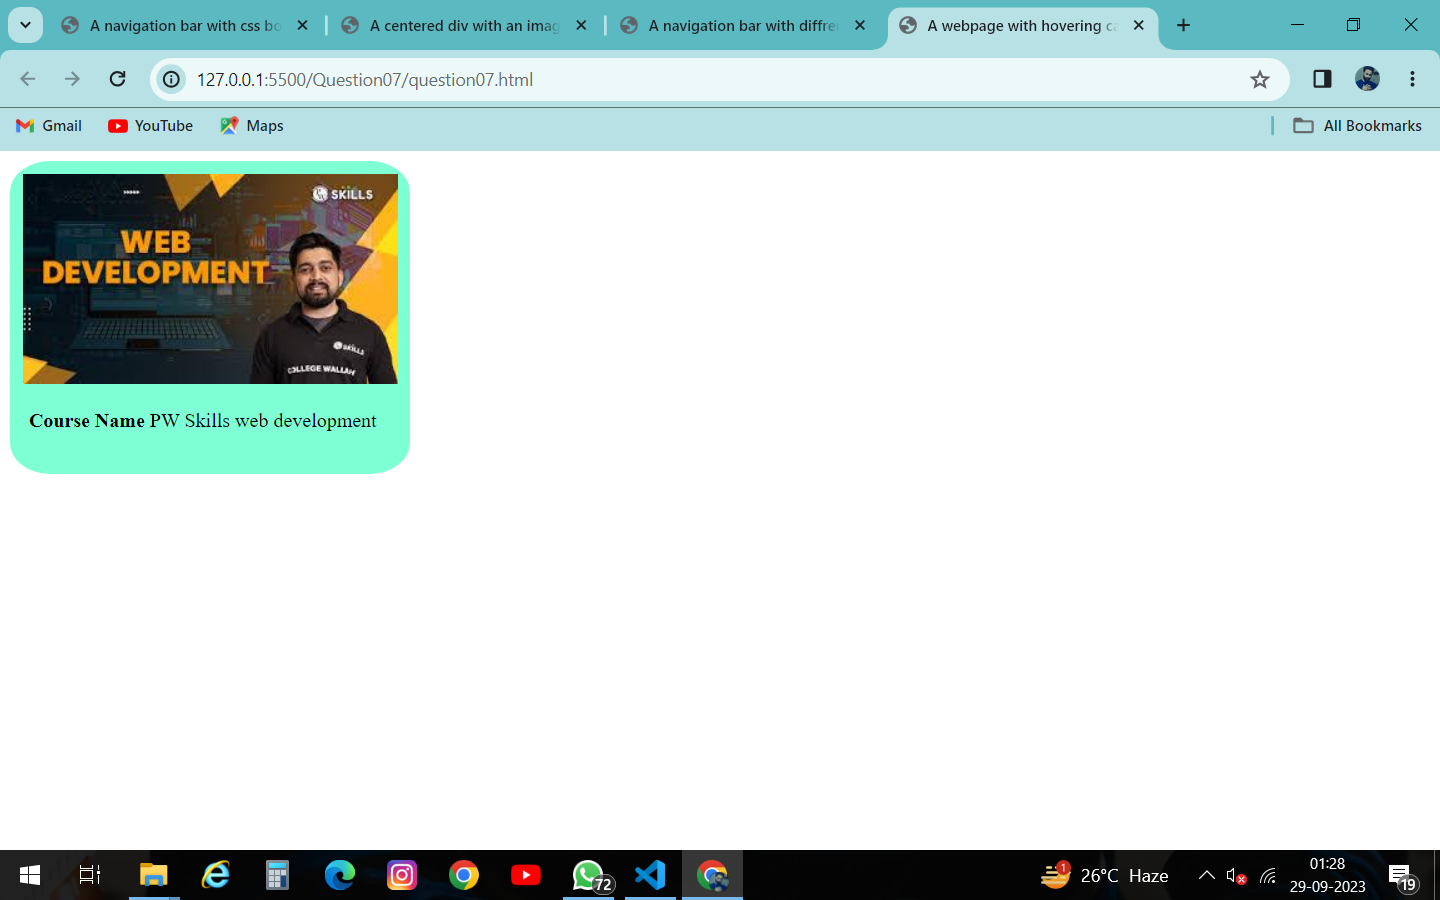 A navigation bar with css bo
A centered div with an imag
A navigation bar with diffre
A webpage with hovering ca
127.0.0.1:5500/Question07/question07.html
Gmail
YouTube
Maps
All Bookmarks
SKILLS
WEB
DEVELOPMENT
SKILLS
COLLEGE WALLAH
Course Name PW Skills web development
72
1
26°C Haze
01:28
29-09-2023
19